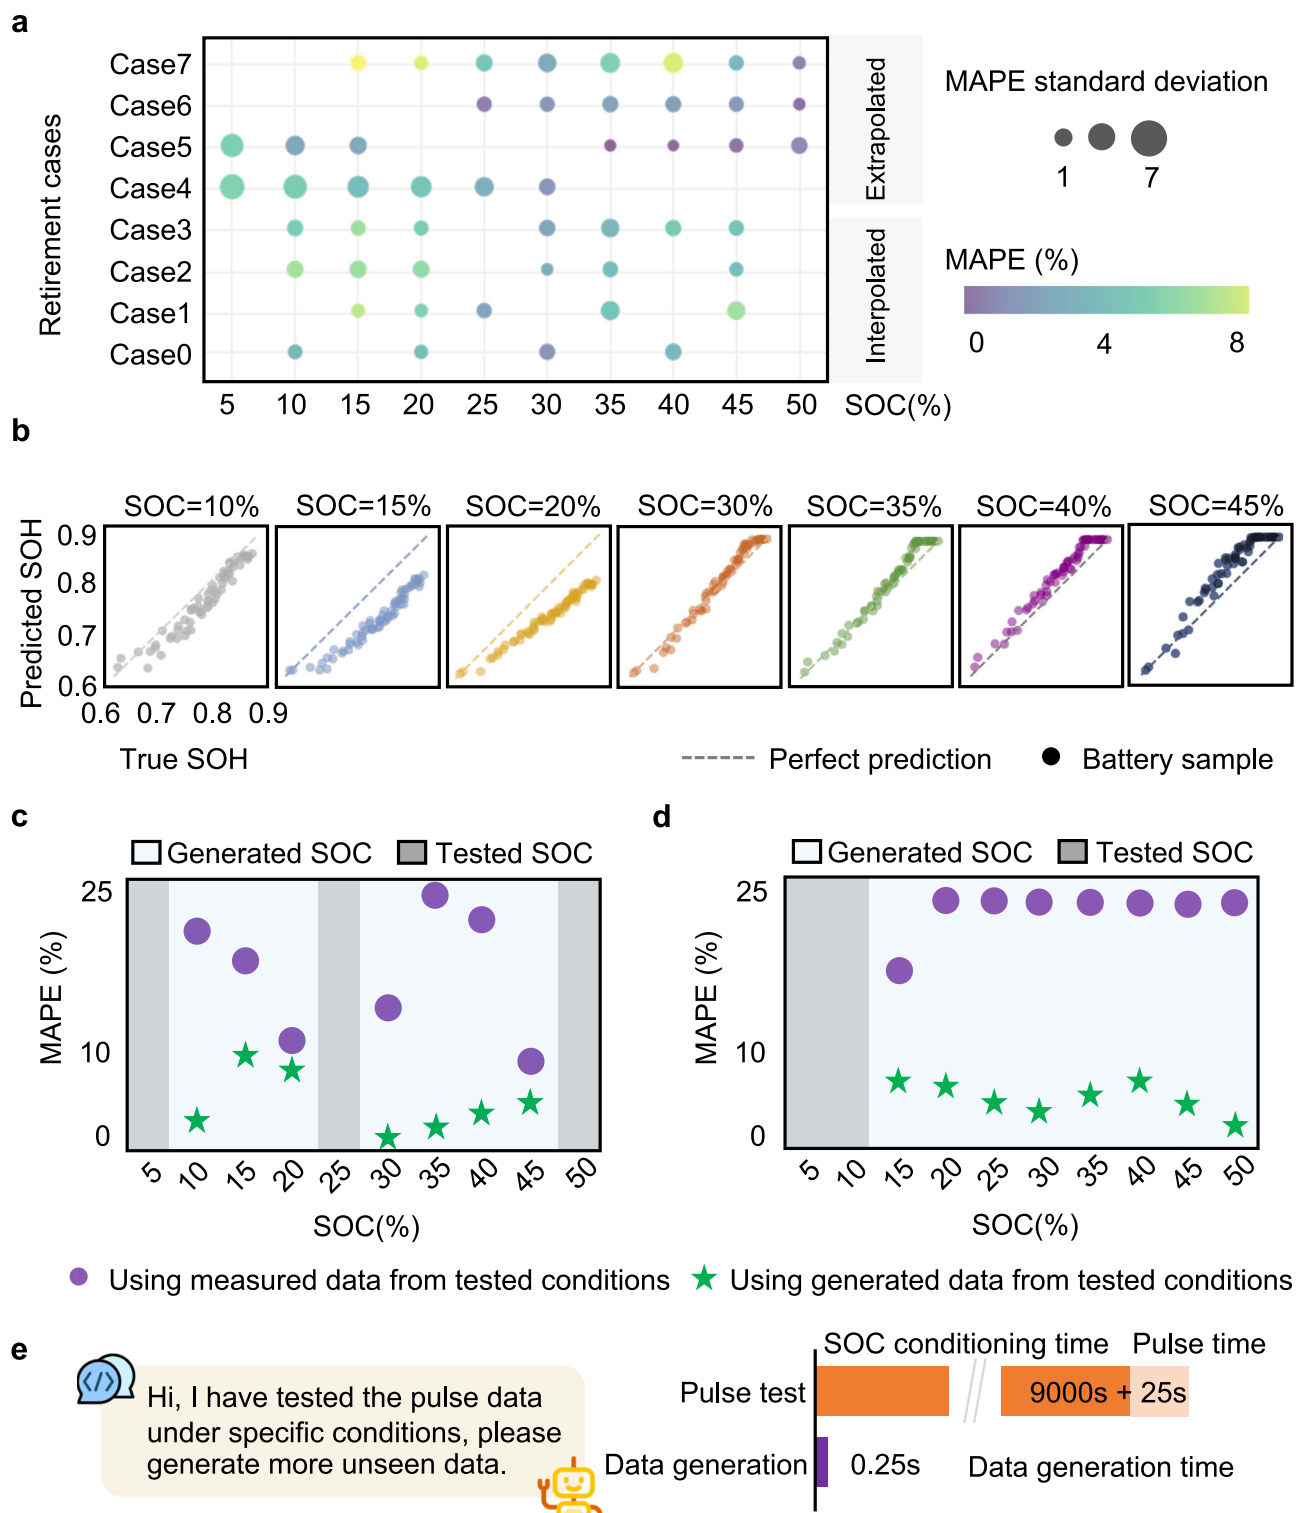 a
Case7
Case6
Case5
Case4
Case3
Case2
Case1
Case0
Retirement cases
5 10 15 20 25 30 35 40 45 50 SOC(%)
Extrapolated
Interpolated
MAPE standard deviation
1 7
MAPE (%)
0 4 8
b
SOC=10% SOC=15% SOC=20% SOC=30% SOC=35% SOC=40% SOC=45%
Predicted SOH
0.9
0.8
0.7
0.6
0.6 0.7 0.8 0.9
True SOH
Perfect prediction Battery sample
c
Generated SOC Tested SOC
MAPE (%)
25
10
0
5 10 15 20 25 30 35 40 45 50
SOC(%)
d
Generated SOC Tested SOC
MAPE (%)
25
10
0
5 10 15 20 25 30 35 40 45 50
SOC(%)
Using measured data from tested conditions Using generated data from tested conditions
e
</>
Hi, I have tested the pulse data
under specific conditions, please
generate more unseen data.
SOC conditioning time Pulse time
Pulse test 9000s + 25s
Data generation 0.25s Data generation time